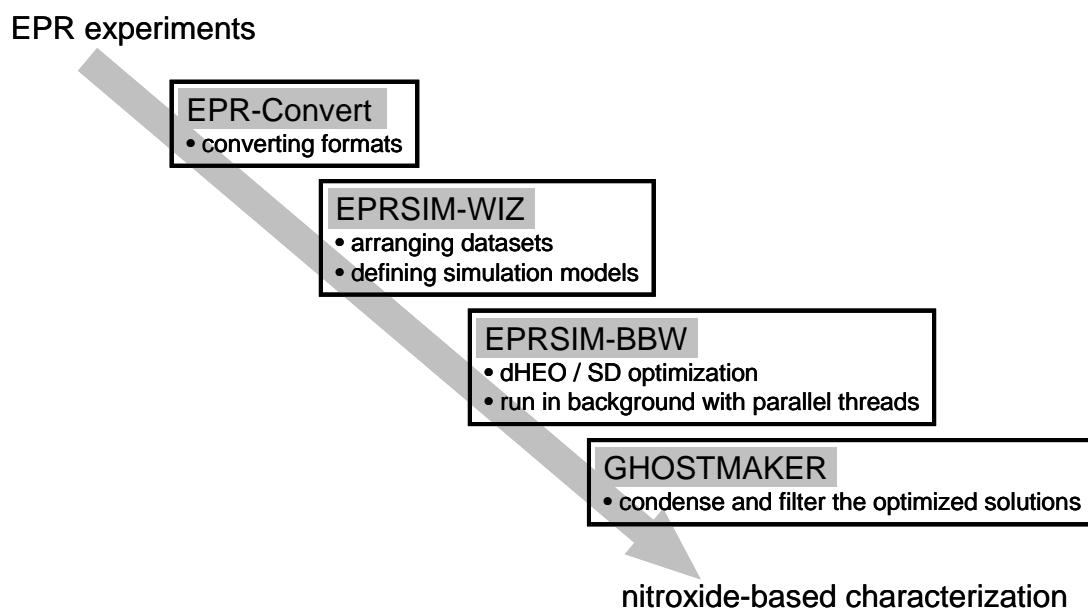 EPR experiments
EPR-Convert
• converting formats
EPRSIM-WIZ
• arranging datasets
• defining simulation models
EPRSIM-BBW
• dHEO / SD optimization
• run in background with parallel threads
GHOSTMAKER
• condense and filter the optimized solutions
nitroxide-based characterization